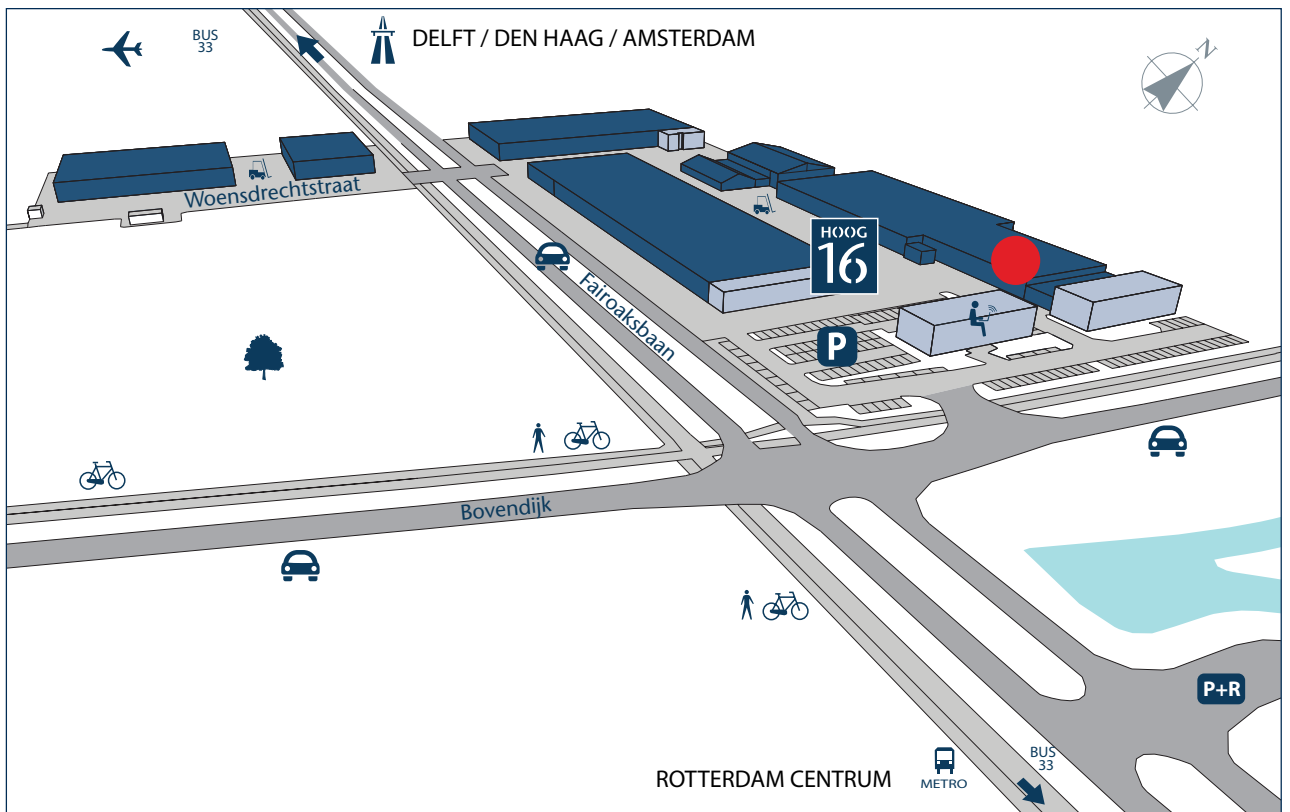 BUS
33
DELFT / DEN HAAG / AMSTERDAM
N
Woensdrechtstraat
HOOG
16
Fairoaksbaan
P
Bovendijk
P+R
ROTTERDAM CENTRUM
METRO
BUS
33